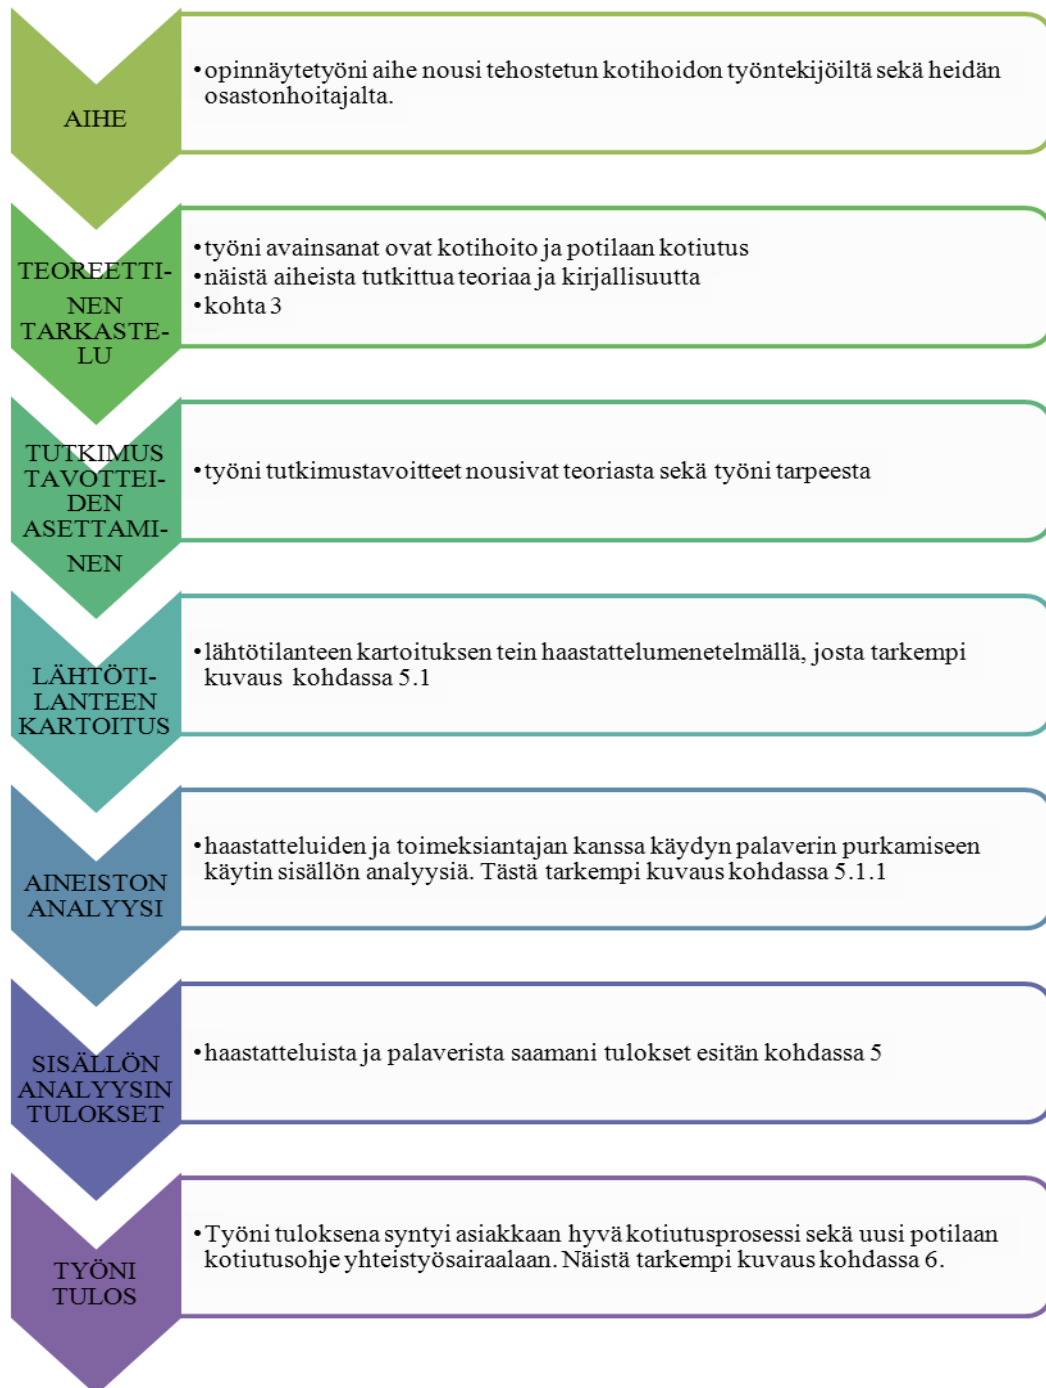 AIHE
•opinnäytetyöni aihe nousi tehostetun kotihoidon työntekijöiltä sekä heidän
osastonhoitajalta.
TEOREETTI-
NEN
TARKASTE-
LU
•työni avainsanat ovat kotihoito ja potilaan kotiutus
•näistä aiheista tutkittua teoriaa ja kirjallisuutta
•kohta 3
TUTKIMUS
TAVOTTEI-
DEN
ASETTAMI-
NEN
•työni tutkimustavoitteet nousivat teoriasta sekä työni tarpeesta
LÄHTÖTI-
LANTEEN
KARTOITUS
•lähtötilanteen kartoituksen tein haastattelumenetelmällä, josta tarkempi
kuvaus kohdassa 5.1
AINEISTON
ANALYYSI
•haastatteluiden ja toimeksiantajan kanssa käydyn palaverin purkamiseen
käytin sisällön analyysiä. Tästä tarkempi kuvaus kohdassa 5.1.1
SISÄLLÖN
ANALYYSIN
TULOKSET
•haastatteluista ja palaverista saamani tulokset esitän kohdassa 5
TYÖNI
TULOS
•Työni tuloksena syntyi asiakkaan hyvä kotiutusprosessi sekä uusi potilaan
kotiutusohje yhteistyösairaalaan. Näistä tarkempi kuvaus kohdassa 6.